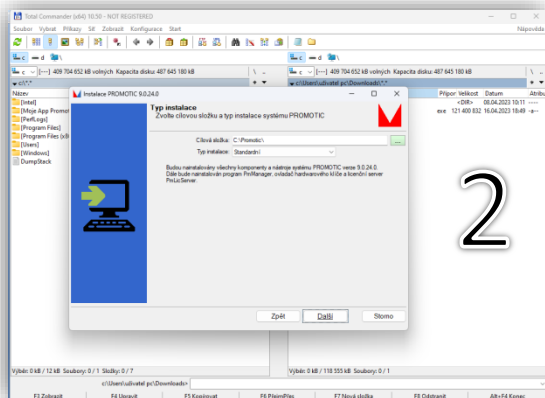 Total Commander (x64) 10.50 - NOT REGISTERED
Soubor Vybrat Příkazy Síť Zobrazit Konfigurace Start Nápověda
c d \
c d \
c [---] 409 704 652 kB volných Kapacita disku: 487 645 180 kB \ ..
c [---] 409 704 652 kB volných Kapacita disku: 487 645 180 kB \ ..
c:\*.*
c:\Users\uživatel pc\Downloads\*.*
Název
Přípor Velikost Datum Atribu
[Intel]
<DIR> 08.04.2023 10:11 ----
[Moje App Promot
exe 121 400 832 16.04.2023 18:49 -a--
[PerfLogs]
[Program Files]
[Program Files (x8
[Users]
[Windows]
DumpStack
Instalace PROMOTIC 9.0.24.0
Typ instalace
Zvolte cílovou složku a typ instalace systému PROMOTIC
Cílová složka: C:\Promotic\ ...
Typ instalace: Standardní
Budou nainstalovány všechny komponenty a nástroje systému PROMOTIC verze 9.0.24.0
Dále bude nainstalován program PmManager, ovladač hardwarového klíče a licenční server
PmLicServer.
Zpět Další Storno
2
Výběr: 0 kB / 12 kB Soubory: 0 / 1 Složky: 0 / 7
Výběr: 0 kB / 118 555 kB Soubory: 0 / 1
c:\Users\uživatel pc\Downloads>
F3 Zobrazit F4 Upravit F5 Kopírovat F6 PřejmPřes F7 Nová složka F8 Odstranit Alt+F4 Konec